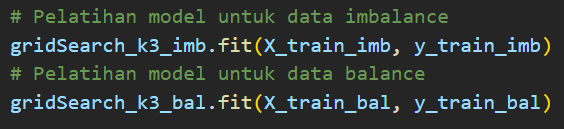 # Pelatihan model untuk data imbalance
gridSearch_k3_imb.fit(X_train_imb, y_train_imb)
# Pelatihan model untuk data balance
gridSearch_k3_bal.fit(X_train_bal, y_train_bal)